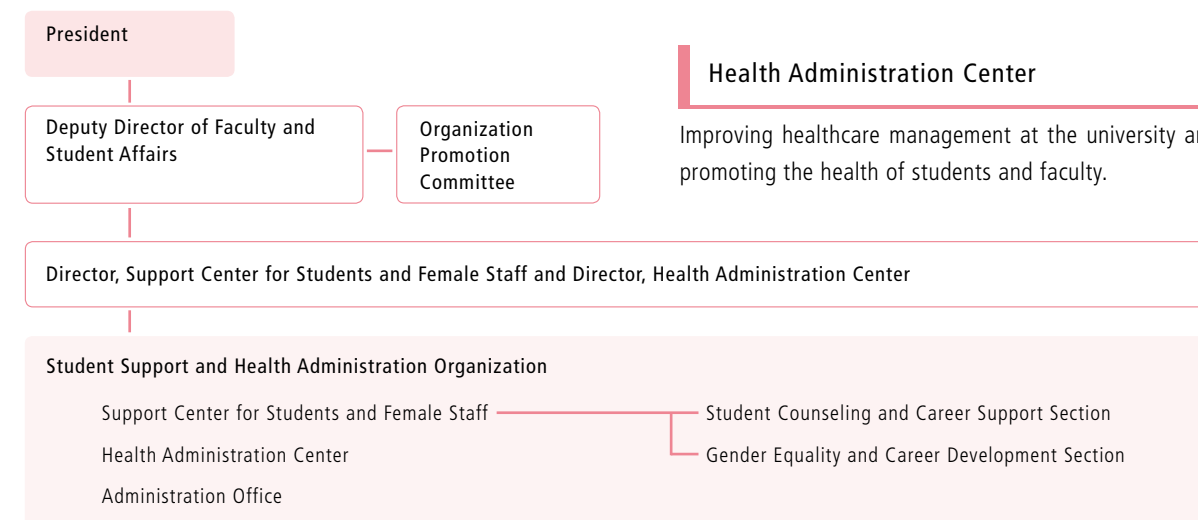 President
Deputy Director of Faculty and
Student Affairs
Organization
Promotion
Committee
Health Administration Center
Improving healthcare management at the university
promoting the health of students and faculty.
Director, Support Center for Students and Female Staff and Director, Health Administration Center
Student Support and Health Administration Organization
Support Center for Students and Female Staff
Student Counseling and Career Support Section
Gender Equality and Career Development Section
Health Administration Center
Administration Office